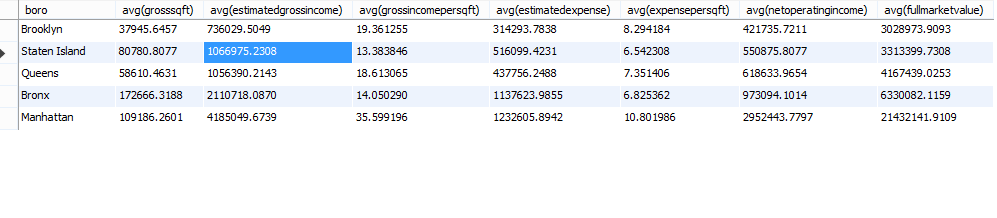 boro avg(grosssqft) avg(estimatedgrossincome) avg(grossincomepersqft) avg(estimatedexpense) avg(expensepersqft) avg(netoperatingincome) avg(fullmarketvalue)
Brooklyn 37945.6457 736029.5049 19.361255 314293.7838 8.294184 421735.7211 3028973.9093
Staten Island 80780.8077 1066975.2308 13.383846 516099.4231 6.542308 550875.8077 3313399.7308
Queens 58610.4631 1056390.2143 18.613065 437756.2488 7.351406 618633.9654 4167439.0253
Bronx 172666.3188 2110718.0870 14.050290 1137623.9855 6.825362 973094.1014 6330082.1159
Manhattan 109186.2601 4185049.6739 35.599196 1232605.8942 10.801986 2952443.7797 21432141.9109